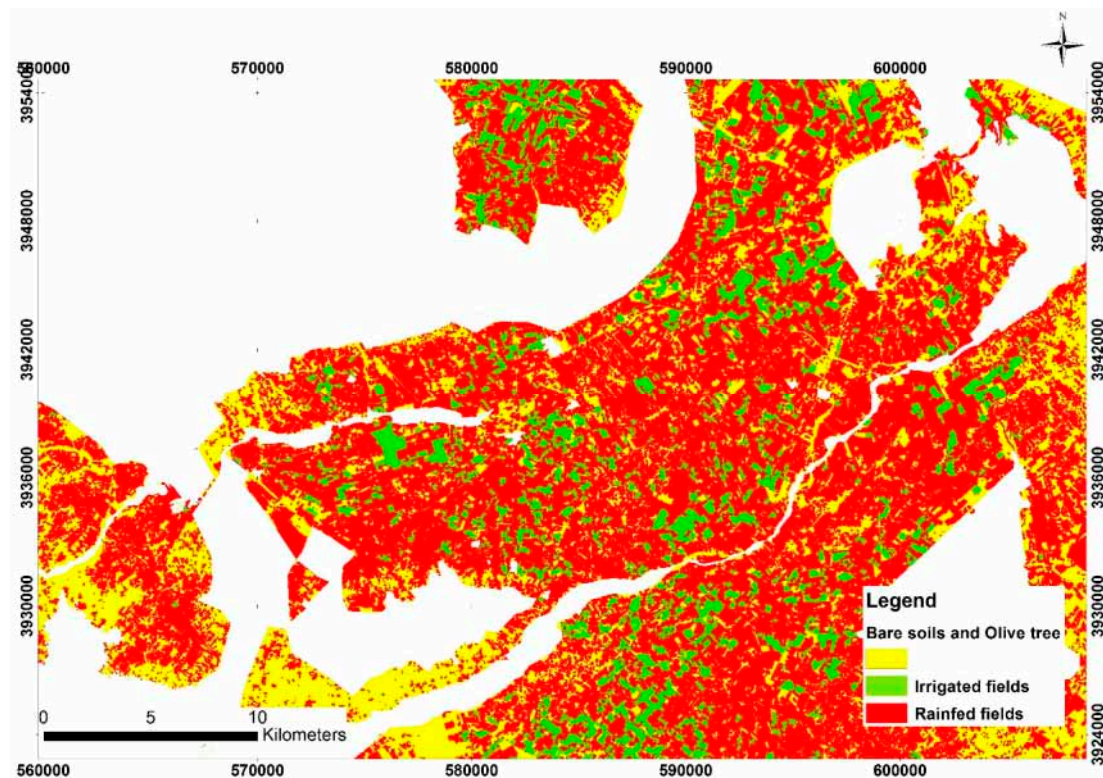 N
560000 570000 580000 590000 600000
3954000 3954000
3948000 3948000
3942000 3942000
3936000 3936000
3930000 3930000
3924000
Legend
Bare soils and Olive tree
Irrigated fields
Rainfed fields
0 5 10
Kilometers
560000 570000 580000 590000 600000